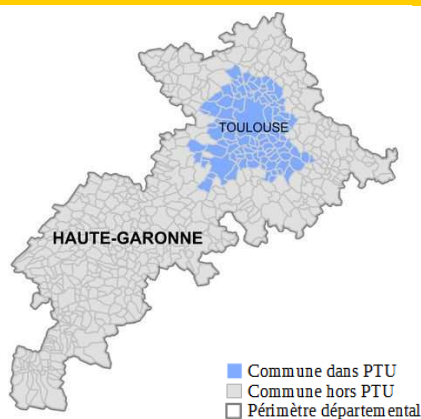 TOULOUSE
HAUTE-GARONNE
Commune dans PTU
Commune hors PTU
Périmètre départemental